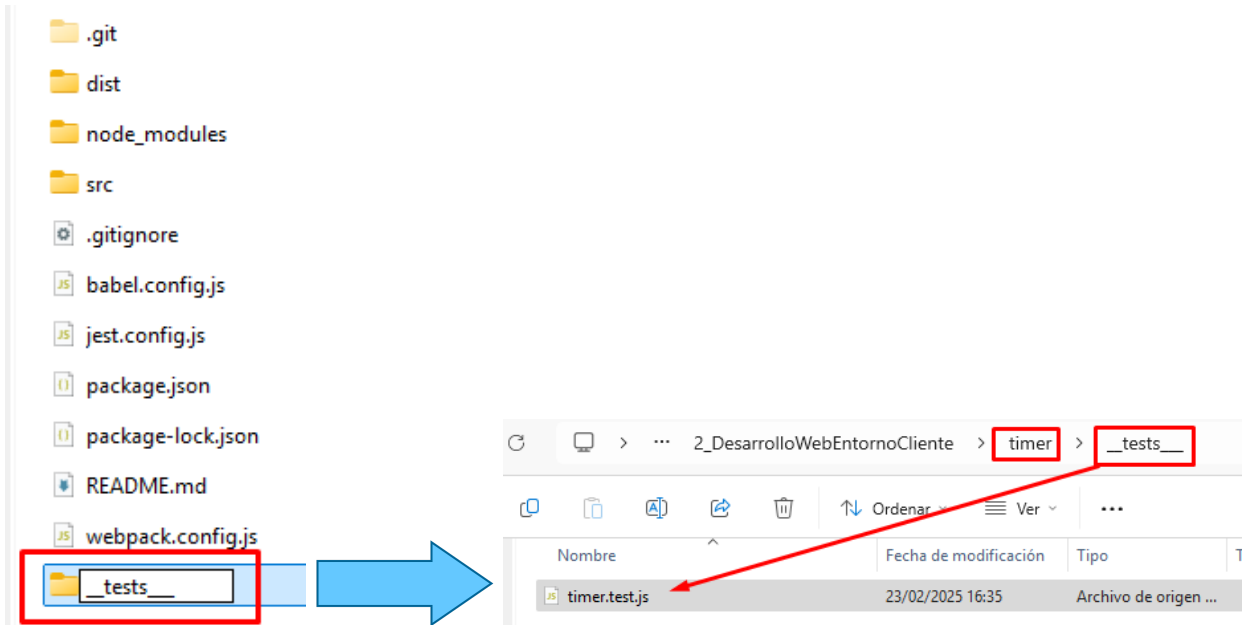 .git
dist
node_modules
src
.gitignore
babel.config.js
jest.config.js
package.json
package-lock.json
README.md
webpack.config.js
__tests__
··· 2_DesarrolloWebEntornoCliente > timer > __tests__
Ordenar Ver ···
Nombre Fecha de modificación Tipo T
timer.test.js 23/02/2025 16:35 Archivo de origen ...